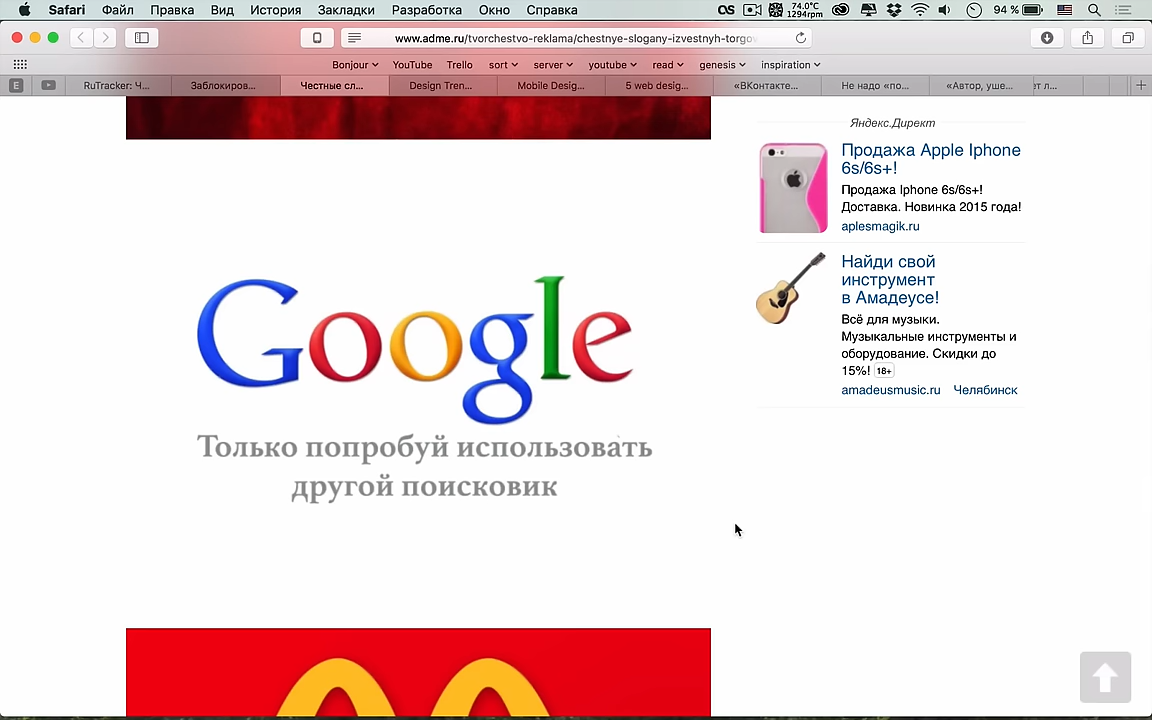 Safari Файл Правка Вид История Закладки Разработка Окно Справка
74.0°C
1294rpm
94 %
www.adme.ru/tvorchestvo-reklama/chestnye-slogany-izvestnyh-torgov
Bonjour YouTube Trello sort server youtube read genesis inspiration
RuTracker: Ч... Заблокиров... Честные сл... Design Tren... Mobile Desig... 5 web desig... «ВКонтакте... Не надо «по... «Автор, уше... ет л...
Яндекс.Директ
Продажа Apple Iphone
6s/6s+!
Продажа Iphone 6s/6s+!
Доставка. Новинка 2015 года!
aplesmagik.ru
Найди свой
инструмент
в Амадеусе!
Всё для музыки.
Музыкальные инструменты и
оборудование. Скидки до
15%! 18+
amadeusmusic.ru Челябинск
Google
Только попробуй использовать
другой поисковик